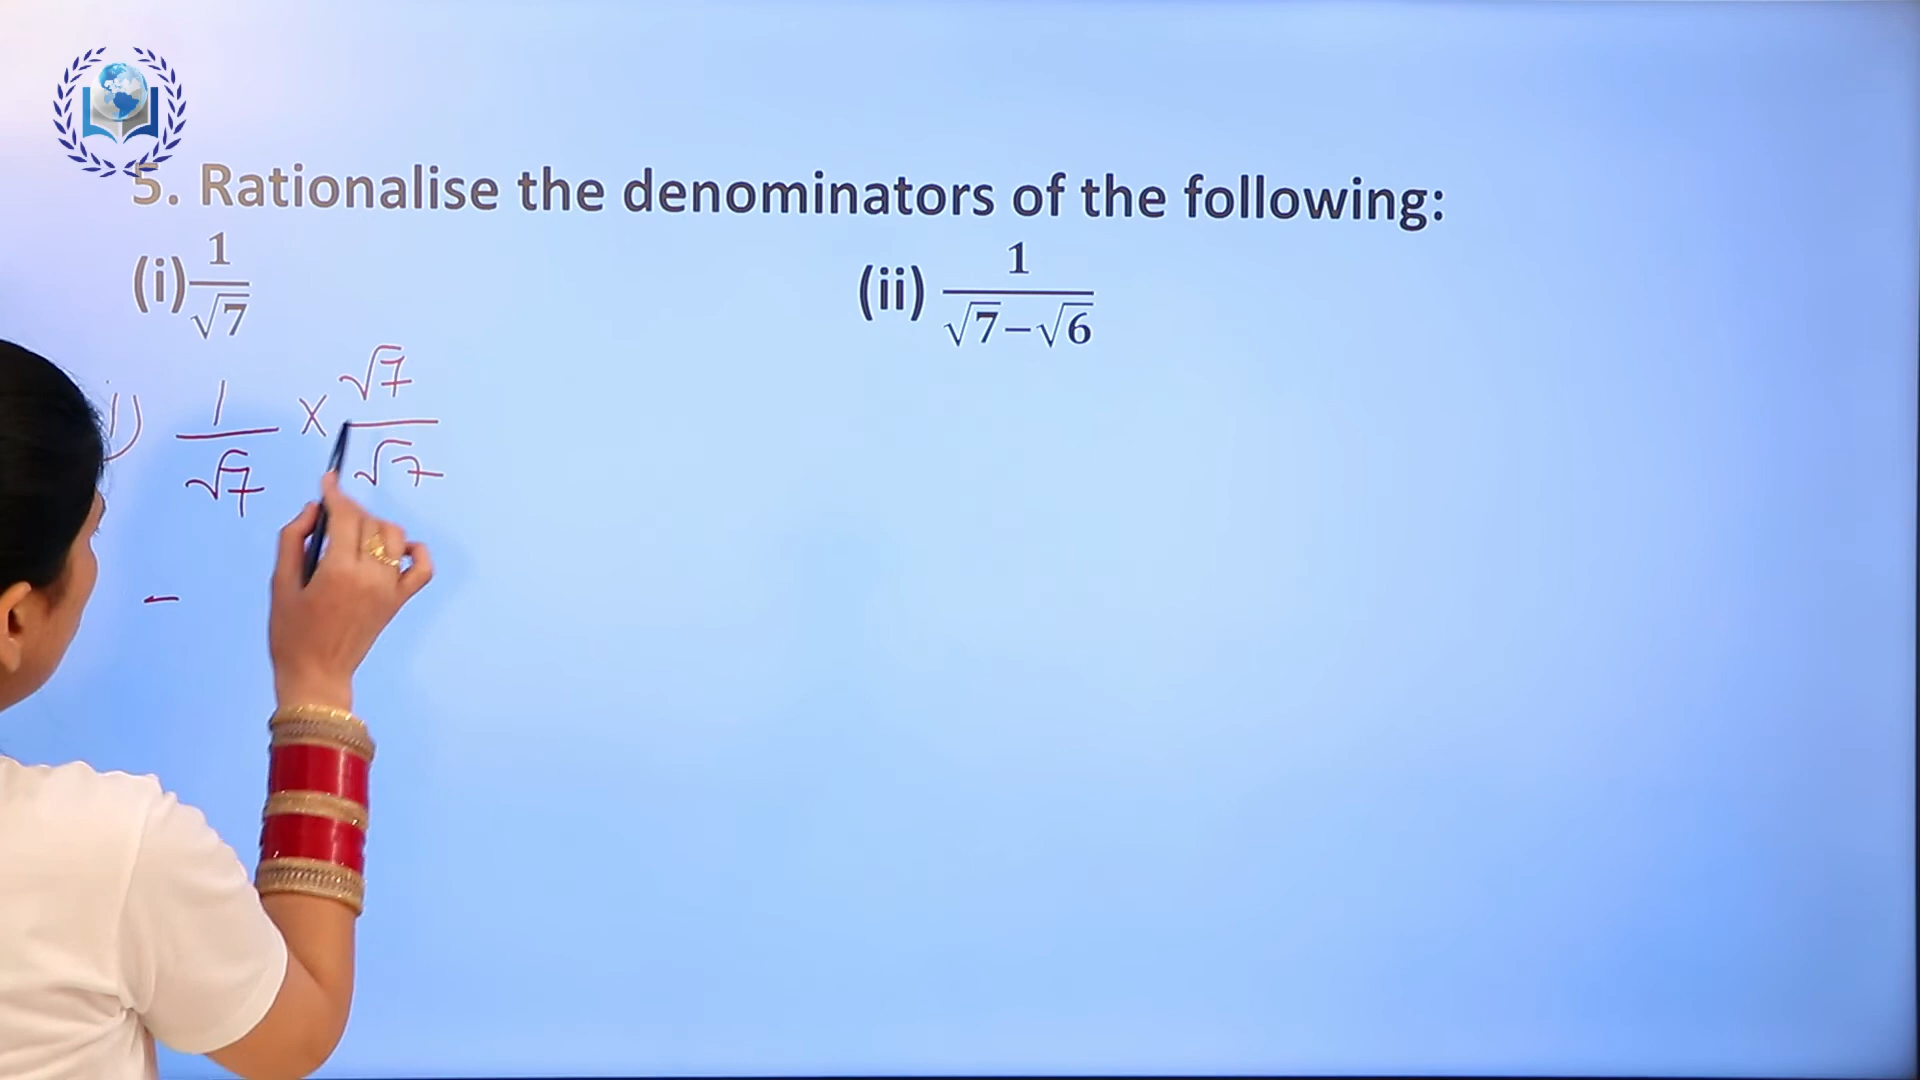 5. Rationalise the denominators of the following:
(i) 1/√7 (ii) 1/(√7−√6)
i) 1/√7 × √7/√7